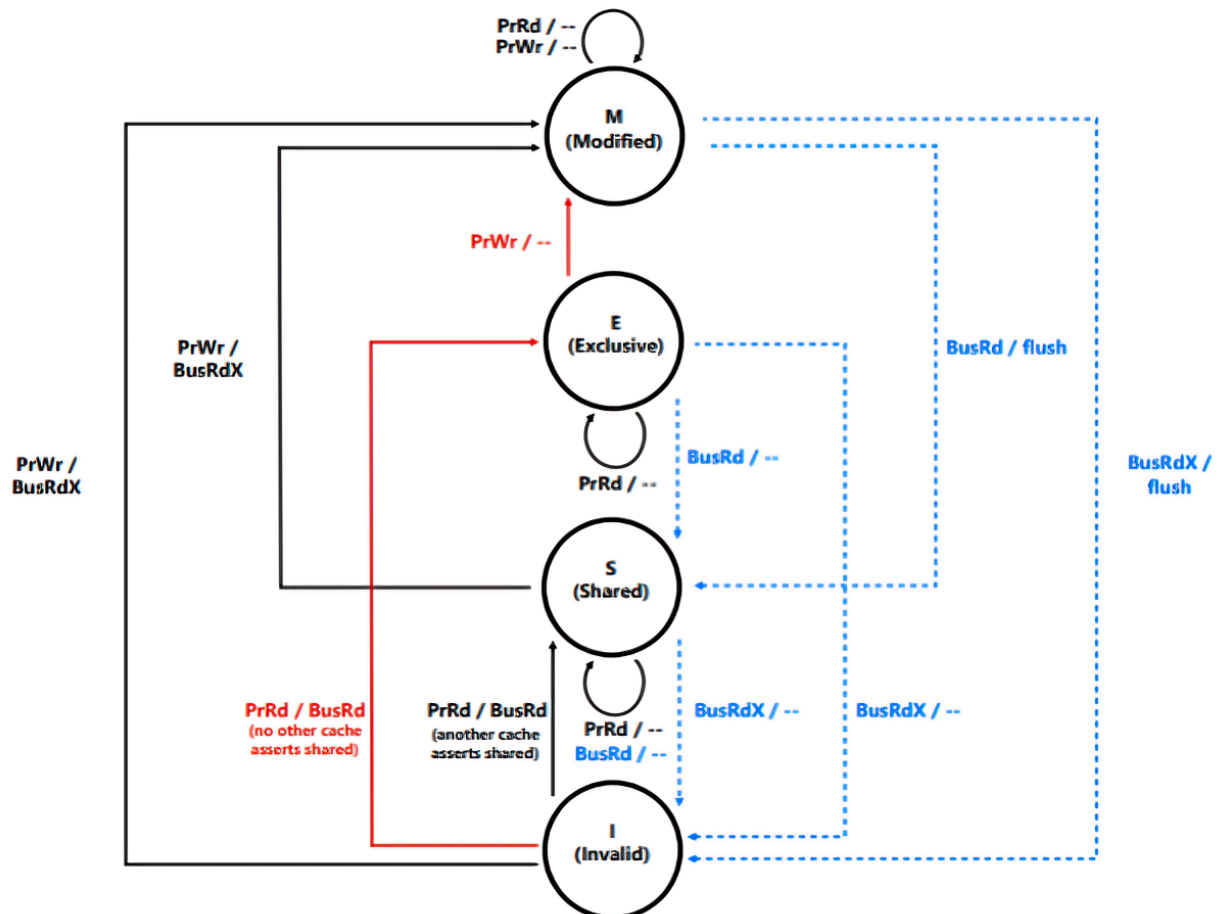 PrRd / --
PrWr / --
M
(Modified)
PrWr / --
E
(Exclusive)
PrWr /
BusRdX
BusRd / flush
PrRd / --
BusRd / --
PrWr /
BusRdX
BusRdX /
flush
S
(Shared)
PrRd / BusRd
(no other cache
asserts shared)
PrRd / BusRd
(another cache
asserts shared)
PrRd / --
BusRd / --
BusRdX / --
BusRdX / --
I
(Invalid)